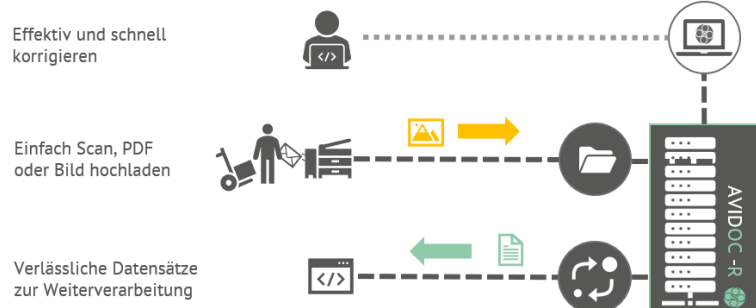 Effektiv und schnell
korrigieren
</>
Einfach Scan, PDF
oder Bild hochladen
AVIDOC-R
Verlässliche Datensätze
zur Weiterverarbeitung
</>